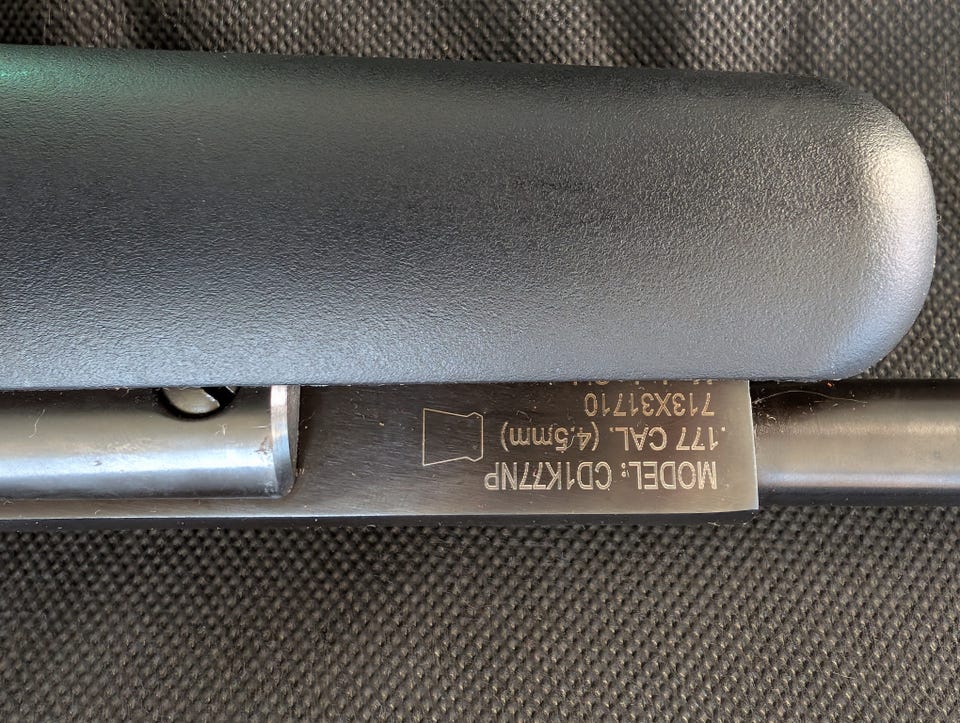 MODEL: CD1K77NP
.177 CAL. (4,5mm)
713X31710